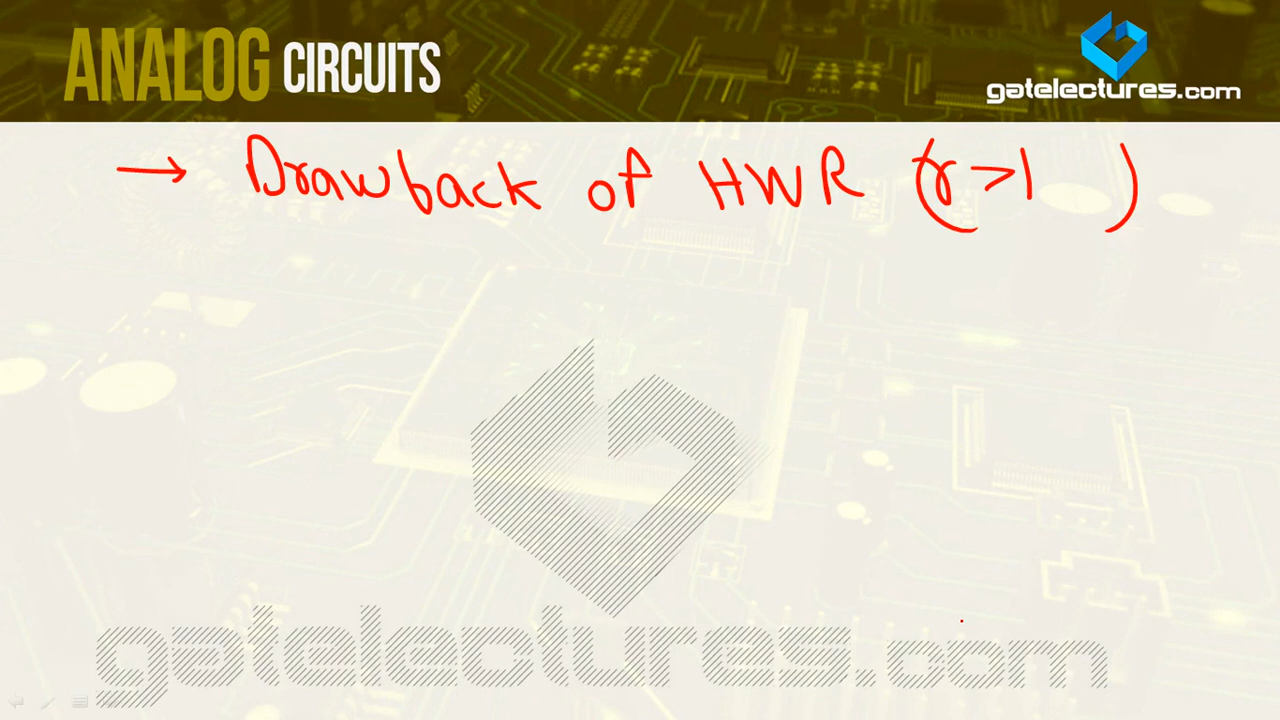 ANALOG CIRCUITS
gatelectures.com
→ Drawback of HWR (r>1 )
gatelectures.com